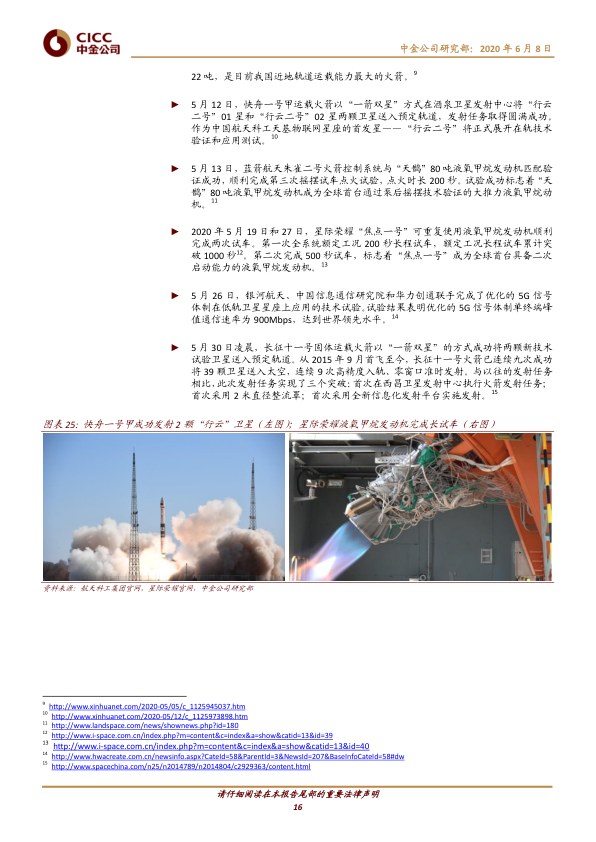 CICC
中金公司
中金公司研究部：2020 年 6 月 8 日
22 吨，是目前我国近地轨道运载能力最大的火箭。9
► 5 月 12 日，快舟一号甲运载火箭以“一箭双星”方式在酒泉卫星发射中心将“行云
二号”01 星和“行云二号”02 星两颗卫星送入预定轨道，发射任务取得圆满成功。
作为中国航天科工天基物联网星座的首发星——“行云二号”将正式展开在轨技术
验证和应用测试。10
► 5 月 13 日，蓝箭航天朱雀二号火箭控制系统与“天鹊”80 吨液氧甲烷发动机匹配验
证成功，顺利完成第三次摇摆试车点火试验，点火时长 200 秒。试验成功标志着“天
鹊”80 吨液氧甲烷发动机成为全球首台通过泵后摇摆技术验证的大推力液氧甲烷动
机。11
► 2020 年 5 月 19 日和 27 日，星际荣耀“焦点一号”可重复使用液氧甲烷发动机顺利
完成两次试车。第一次全系统额定工况 200 秒长程试车，额定工况长程试车累计突
破 1000 秒12。第二次完成 500 秒试车，标志着“焦点一号”成为全球首台具备二次
启动能力的液氧甲烷发动机。13
► 5 月 26 日，银河航天、中国信息通信研究院和华力创通联手完成了优化的 5G 信号
体制在低轨卫星星座上应用的技术试验。试验结果表明优化的 5G 信号体制单终端峰
值通信速率为 900Mbps，达到世界领先水平。14
► 5 月 30 日凌晨，长征十一号固体运载火箭以“一箭双星”的方式成功将两颗新技术
试验卫星送入预定轨道。从 2015 年 9 月首飞至今，长征十一号火箭已连续九次成功
将 39 颗卫星送入太空，连续 9 次高精度入轨、零窗口准时发射。与以往的发射任务
相比，此次发射任务实现了三个突破：首次在西昌卫星发射中心执行火箭发射任务；
首次采用 2 米直径整流罩；首次采用全新信息化发射平台实施发射。15
图表 25: 快舟一号甲成功发射 2 颗“行云”卫星（左图）；星际荣耀液氧甲烷发动机完成长试车（右图）
资料来源：航天科工集团官网，星际荣耀官网，中金公司研究部
9 http://www.xinhuanet.com/2020-05/05/c_1125945037.htm
10 http://www.xinhuanet.com/2020-05/12/c_1125973898.htm
11 http://www.landspace.com/news/shownews.php?id=180
12 http://www.i-space.com.cn/index.php?m=content&c=index&a=show&catid=13&id=39
13 http://www.i-space.com.cn/index.php?m=content&c=index&a=show&catid=13&id=40
14 http://www.hwacreate.com.cn/newsinfo.aspx?CateId=58&ParentId=3&NewsId=207&BaseInfoCateId=58#dw
15 http://www.spacechina.com/n25/n2014789/n2014804/c2929363/content.html
请仔细阅读在本报告尾部的重要法律声明
16